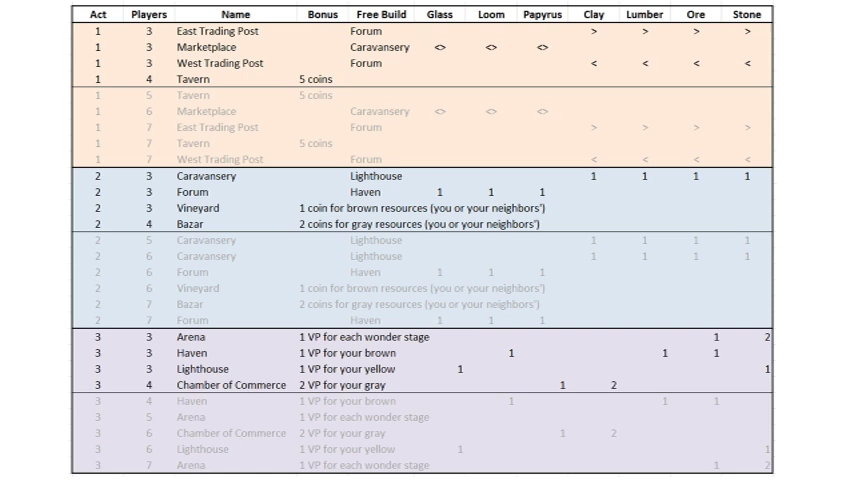 Act Players Name Bonus Free Build Glass Loom Papyrus Clay Lumber Ore Stone
1 3 East Trading Post Forum > > > >
1 3 Marketplace Caravansery <> <> <>
1 3 West Trading Post Forum < < < <
1 4 Tavern 5 coins
1 5 Tavern 5 coins
1 6 Marketplace Caravansery <> <> <>
1 7 East Trading Post Forum > > > >
1 7 Tavern 5 coins
1 7 West Trading Post Forum < < < <
2 3 Caravansery Lighthouse 1 1 1 1
2 3 Forum Haven 1 1 1
2 3 Vineyard 1 coin for brown resources (you or your neighbors')
2 4 Bazar 2 coins for gray resources (you or your neighbors')
2 5 Caravansery Lighthouse 1 1 1 1
2 6 Caravansery Lighthouse 1 1 1 1
2 6 Forum Haven 1 1 1
2 6 Vineyard 1 coin for brown resources (you or your neighbors')
2 7 Bazar 2 coins for gray resources (you or your neighbors')
2 7 Forum Haven 1 1 1
3 3 Arena 1 VP for each wonder stage 1 2
3 3 Haven 1 VP for your brown 1 1 1
3 3 Lighthouse 1 VP for your yellow 1 1
3 4 Chamber of Commerce 2 VP for your gray 1 2
3 4 Haven 1 VP for your brown 1 1 1
3 5 Arena 1 VP for each wonder stage
3 6 Chamber of Commerce 2 VP for your gray 1 2
3 6 Lighthouse 1 VP for your yellow 1 1
3 7 Arena 1 VP for each wonder stage 1 2